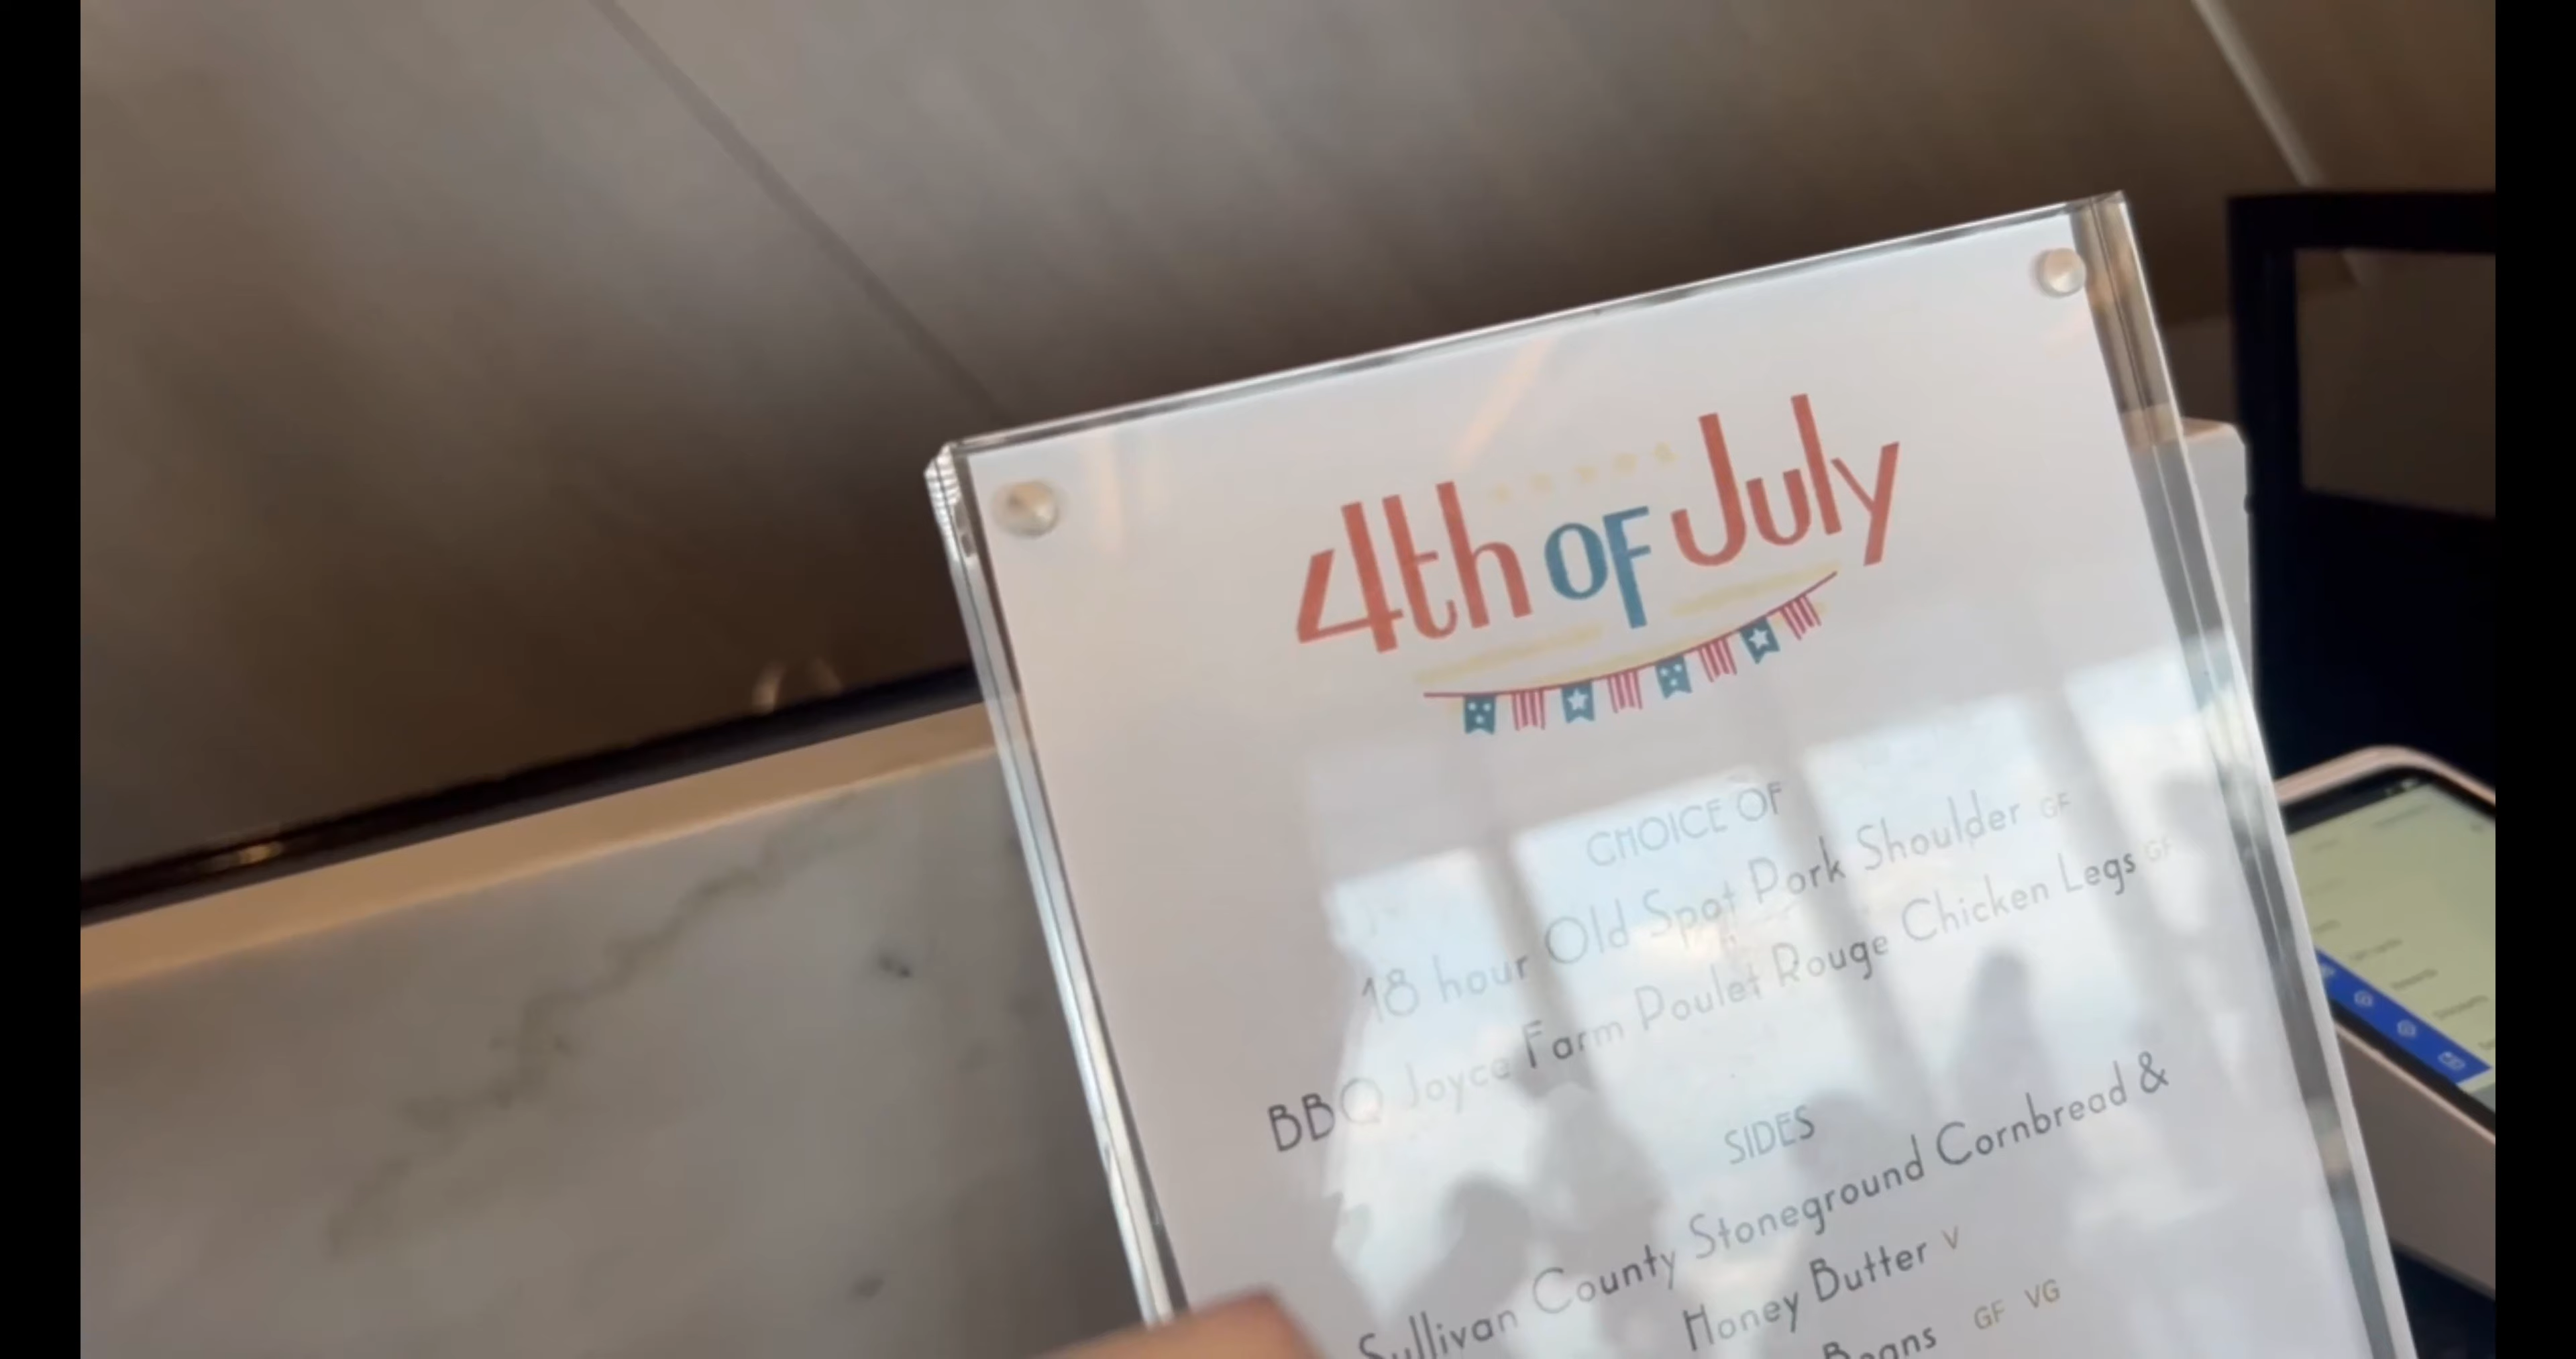 4th OF July
CHOICE OF
18 hour Old Spot Pork Shoulder GF
BBQ Joyce Farm Poulet Rouge Chicken Legs GF
SIDES
Sullivan County Stoneground Cornbread &
Honey Butter V
Beans GF VG